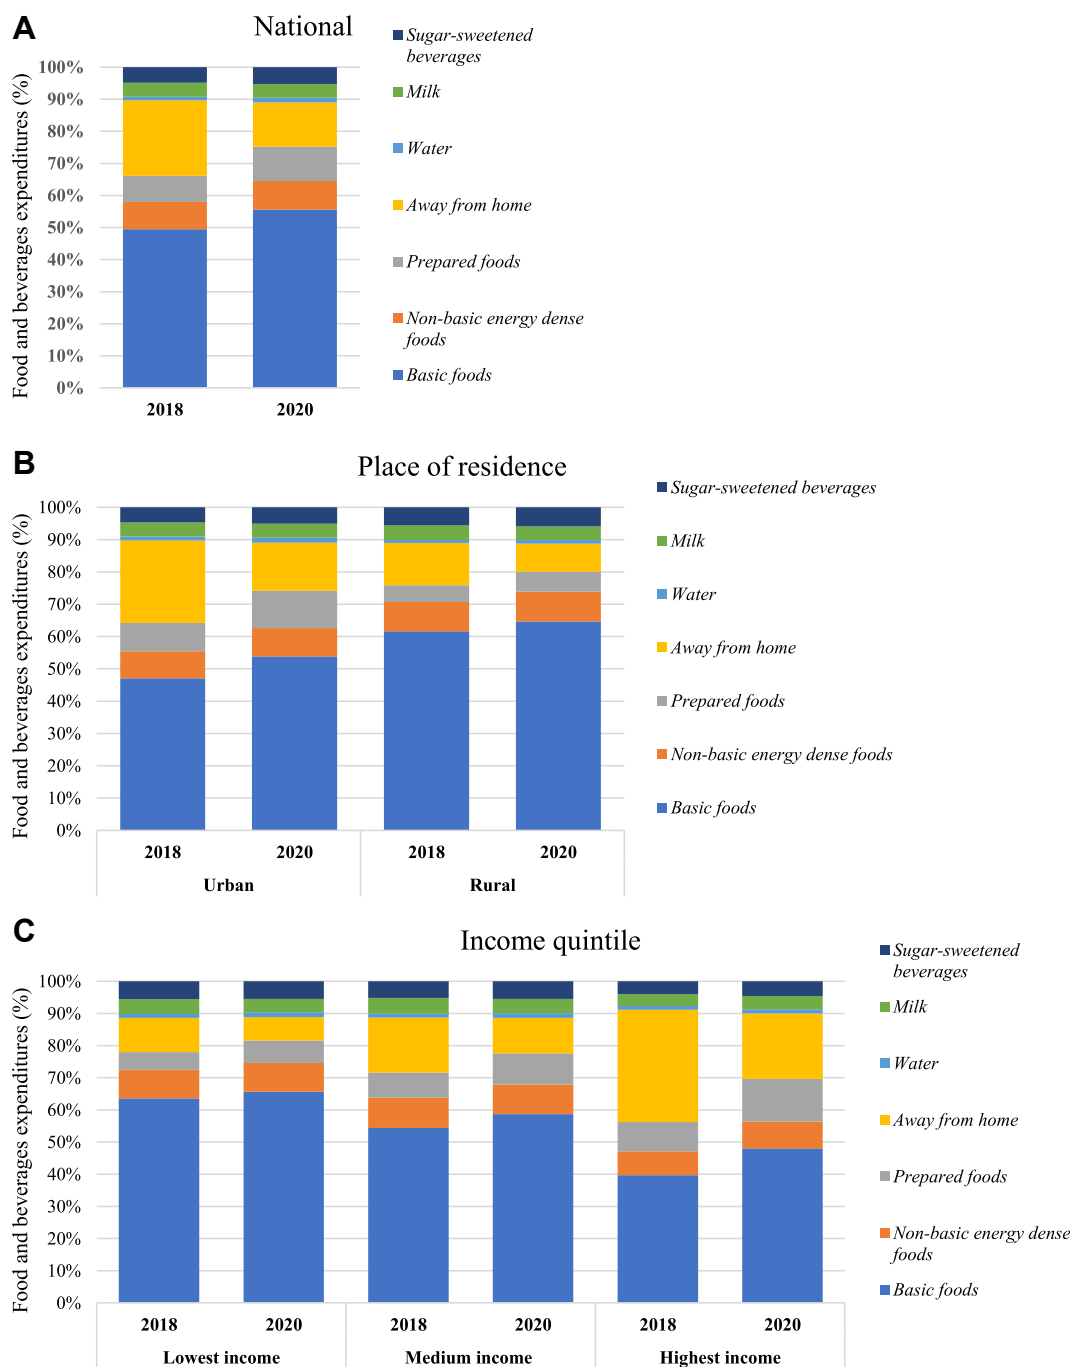 A
National
Food and beverages expenditures (%)
100%
90%
80%
70%
60%
50%
40%
30%
20%
10%
0%
2018
2020
Sugar-sweetened
beverages
Milk
Water
Away from home
Prepared foods
Non-basic energy dense
foods
Basic foods
B
Place of residence
Food and beverages expenditures (%)
100%
90%
80%
70%
60%
50%
40%
30%
20%
10%
0%
2018
2020
2018
2020
Urban
Rural
Sugar-sweetened beverages
Milk
Water
Away from home
Prepared foods
Non-basic energy dense foods
Basic foods
C
Income quintile
Food and beverages expenditures (%)
100%
90%
80%
70%
60%
50%
40%
30%
20%
10%
0%
2018
2020
2018
2020
2018
2020
Lowest income
Medium income
Highest income
Sugar-sweetened
beverages
Milk
Water
Away from home
Prepared foods
Non-basic energy dense
foods
Basic foods